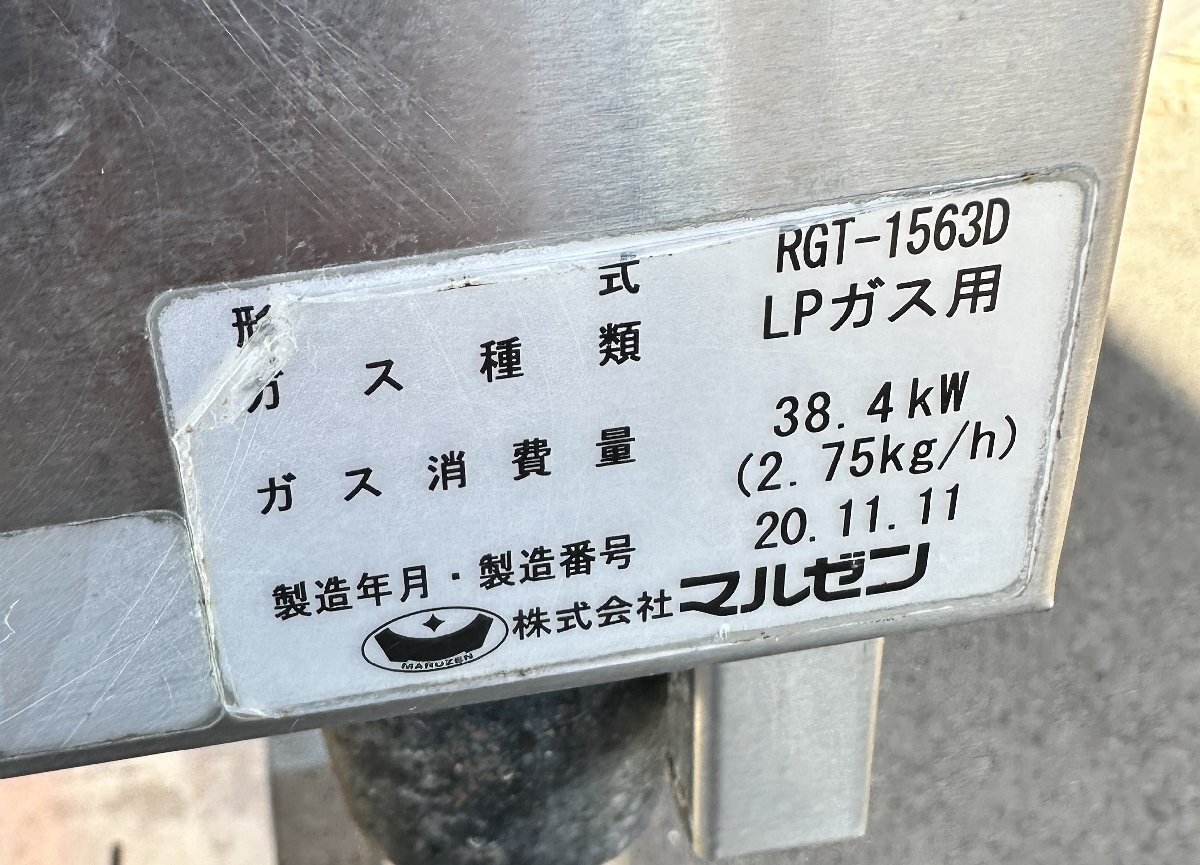 形式 RGT-1563D
ガス種類 LPガス用
ガス消費量 38.4kW
(2.75kg/h)
製造年月・製造番号 20.11.11
MARUZEN 株式会社マルゼン